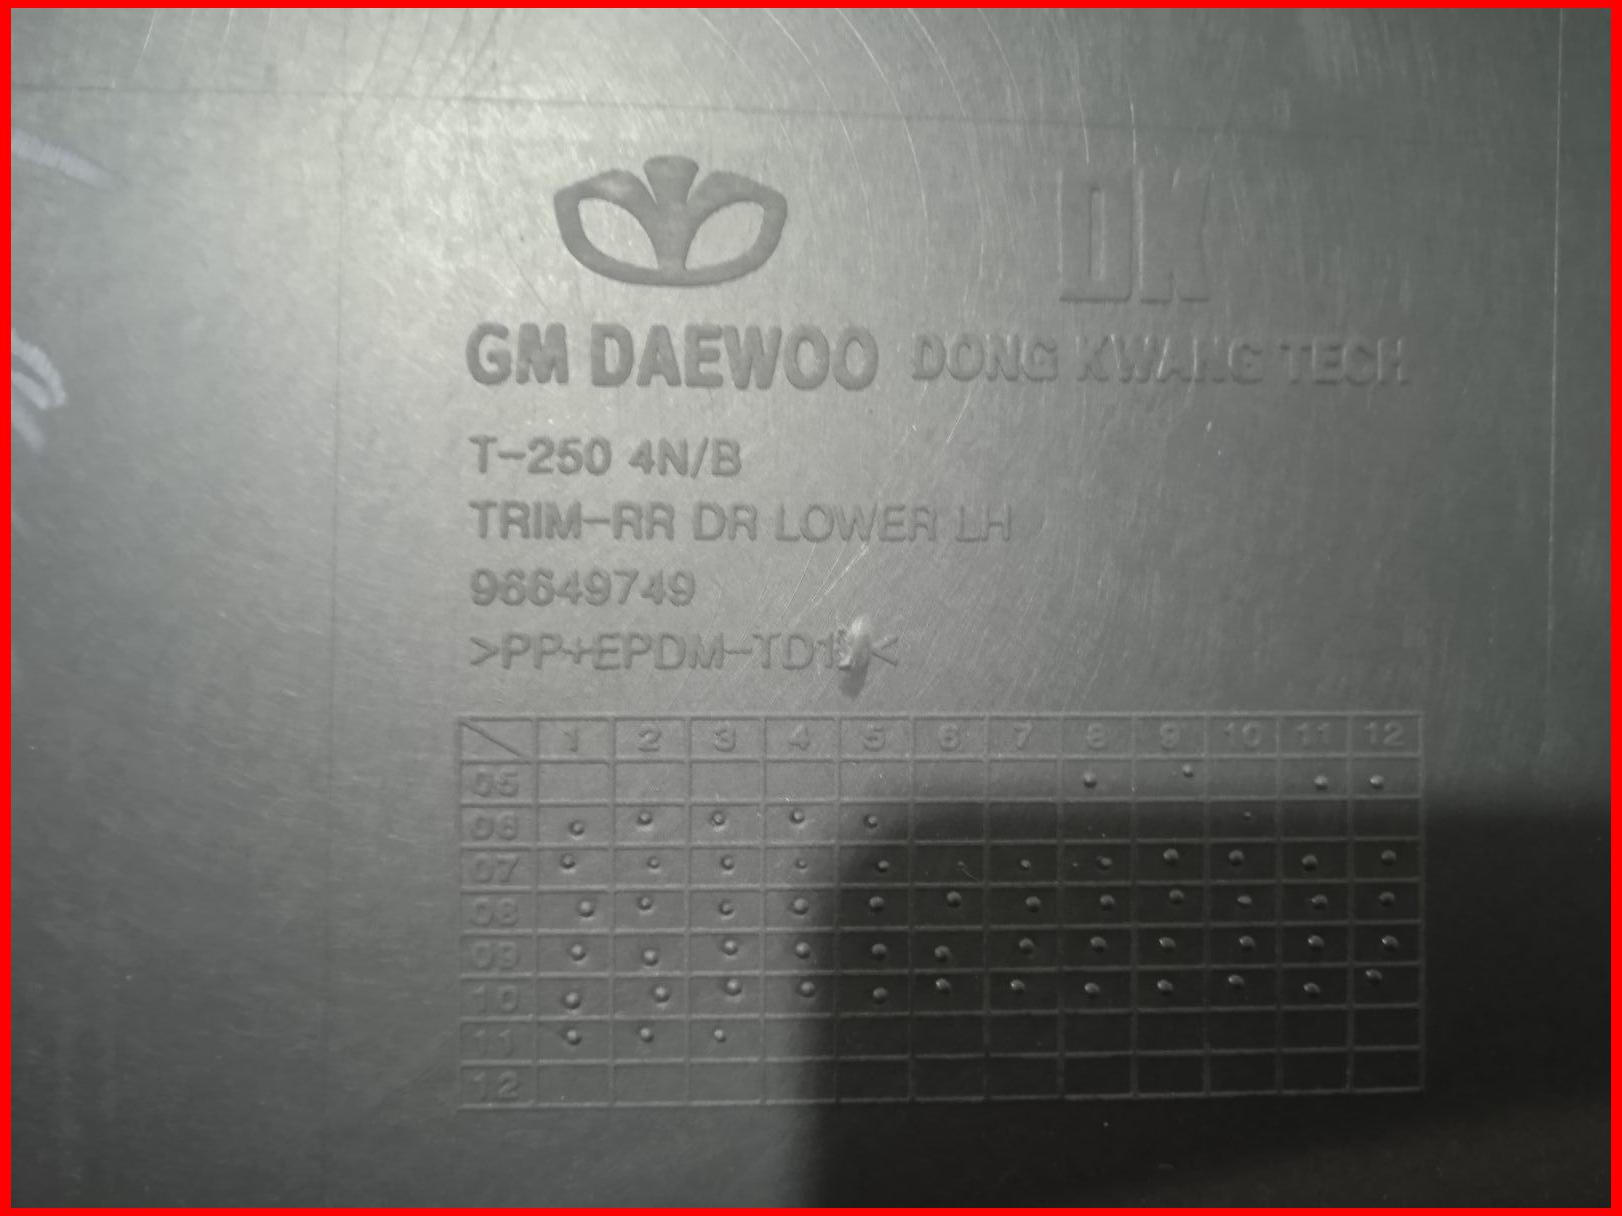 DK
GM DAEWOO DONG KWANG TECH
T-250 4N/B
TRIM-RR DR LOWER LH
96649749
1 2 3 4 5 6 7 8 9 10 11 12
05
06
07
08
09
10
11
12